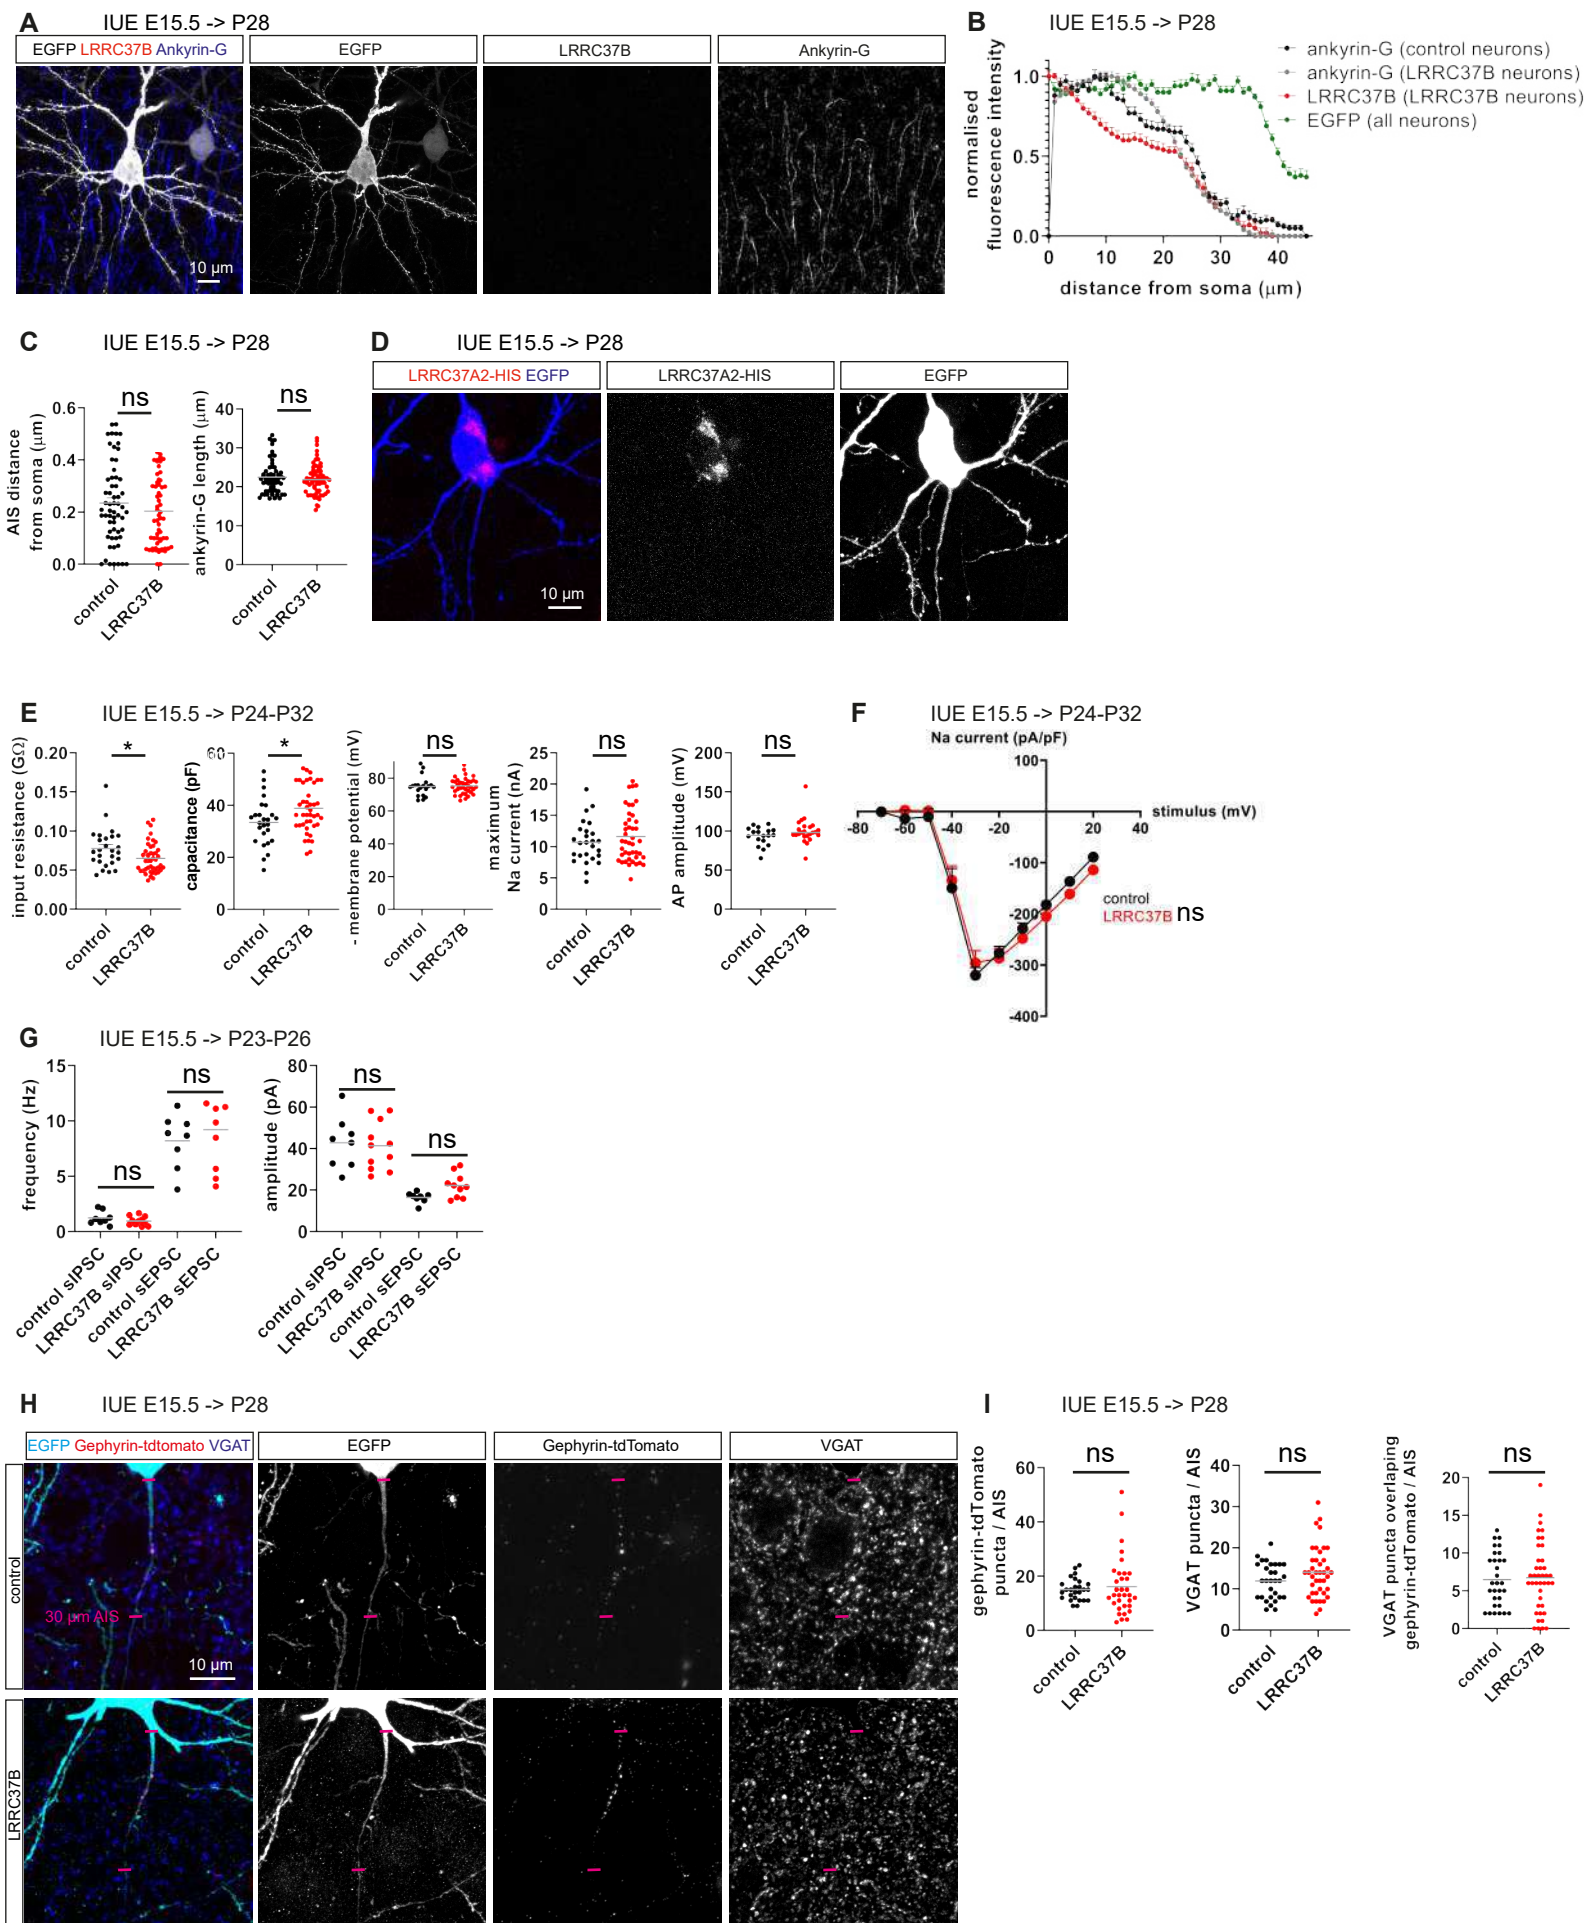 A
IUE E15.5 -> P28
EGFP LRRC37B Ankyrin-G
EGFP
LRRC37B
Ankyrin-G
10 µm
B
IUE E15.5 -> P28
normalised
fluorescence intensity
1.0
0.5
0.0
0 10 20 30 40
distance from soma (µm)
ankyrin-G (control neurons)
ankyrin-G (LRRC37B neurons)
LRRC37B (LRRC37B neurons)
EGFP (all neurons)
C
IUE E15.5 -> P28
AIS distance
from soma (µm)
0.6
0.4
0.2
0.0
ns
control
LRRC37B
ankyrin-G length (µm)
40
30
20
10
0
ns
control
LRRC37B
D
IUE E15.5 -> P28
LRRC37A2-HIS EGFP
LRRC37A2-HIS
EGFP
10 µm
E
IUE E15.5 -> P24-P32
input resistance (GΩ)
0.20
0.15
0.10
0.05
0.00
*
control
LRRC37B
capacitance (pF)
60
40
20
0
*
control
LRRC37B
- membrane potential (mV)
80
60
40
20
0
ns
control
LRRC37B
maximum
Na current (nA)
25
20
15
10
5
0
ns
control
LRRC37B
AP amplitude (mV)
200
150
100
50
0
ns
control
LRRC37B
F
IUE E15.5 -> P24-P32
Na current (pA/pF)
100
stimulus (mV)
-80 -60 -40 -20 20 40
-100
-200
-300
-400
control
LRRC37B ns
G
IUE E15.5 -> P23-P26
frequency (Hz)
15
10
5
0
ns
ns
control sIPSC
LRRC37B sIPSC
control sEPSC
LRRC37B sEPSC
amplitude (pA)
80
60
40
20
0
ns
ns
control sIPSC
LRRC37B sIPSC
control sEPSC
LRRC37B sEPSC
H
IUE E15.5 -> P28
EGFP Gephyrin-tdtomato VGAT
EGFP
Gephyrin-tdTomato
VGAT
control
30 µm AIS
10 µm
LRRC37B
I
IUE E15.5 -> P28
gephyrin-tdTomato
puncta / AIS
60
40
20
0
ns
control
LRRC37B
VGAT puncta / AIS
40
30
20
10
0
ns
control
LRRC37B
VGAT puncta overlaping
gephyrin-tdTomato / AIS
20
15
10
5
0
ns
control
LRRC37B